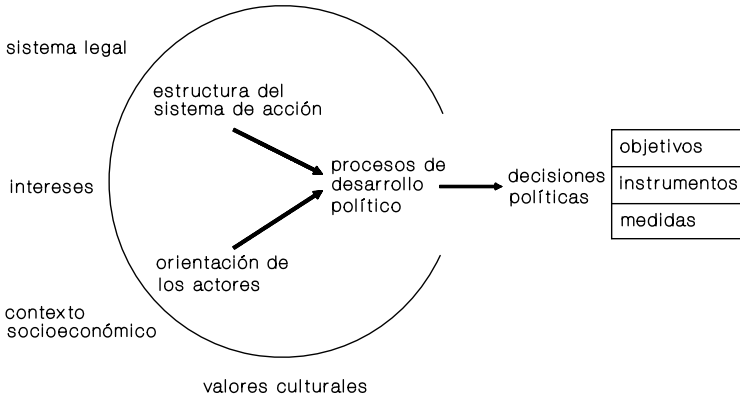 sistema legal
estructura del
sistema de acción
intereses
procesos de
desarrollo
político
decisiones
políticas
objetivos
instrumentos
medidas
orientación de
los actores
contexto
socioeconómico
valores culturales